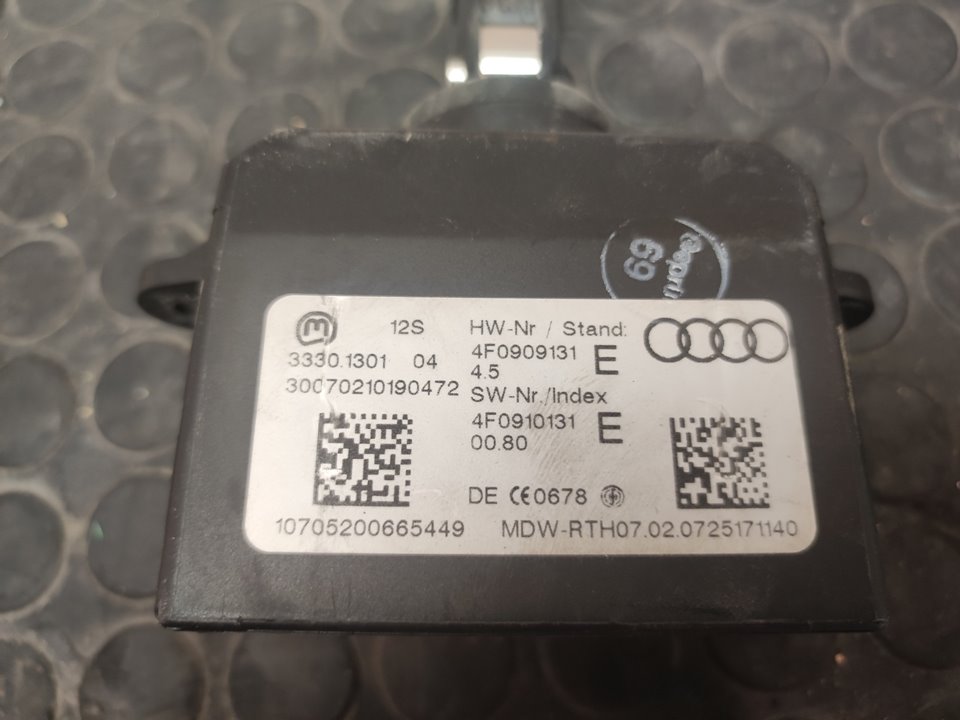 69
12S
3330.1301 04
30070210190472
HW-Nr / Stand:
4F0909131 E
4.5
SW-Nr./Index
4F0910131 E
00.80
DE CE0678
10705200665449
MDW-RTH07.02.0725171140